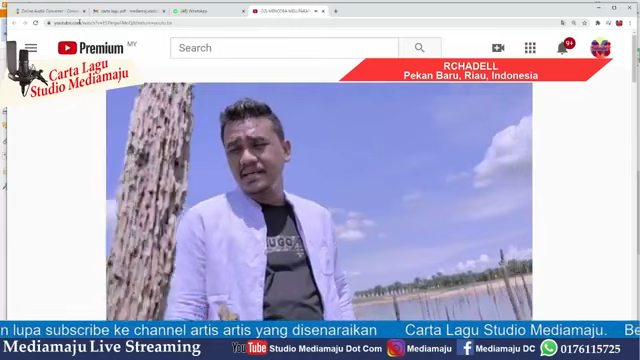 Premium MY
Search
9+
Carta Lagu
Studio Mediamaju
RCHADELL
Pekan Baru, Riau, Indonesia
n lupa subscribe ke channel artis artis yang disenaraikan Carta Lagu Studio Mediamaju. Be
Mediamaju Live Streaming YouTube Studio Mediamaju Dot Com Mediamaju Mediamaju DC 0176115725